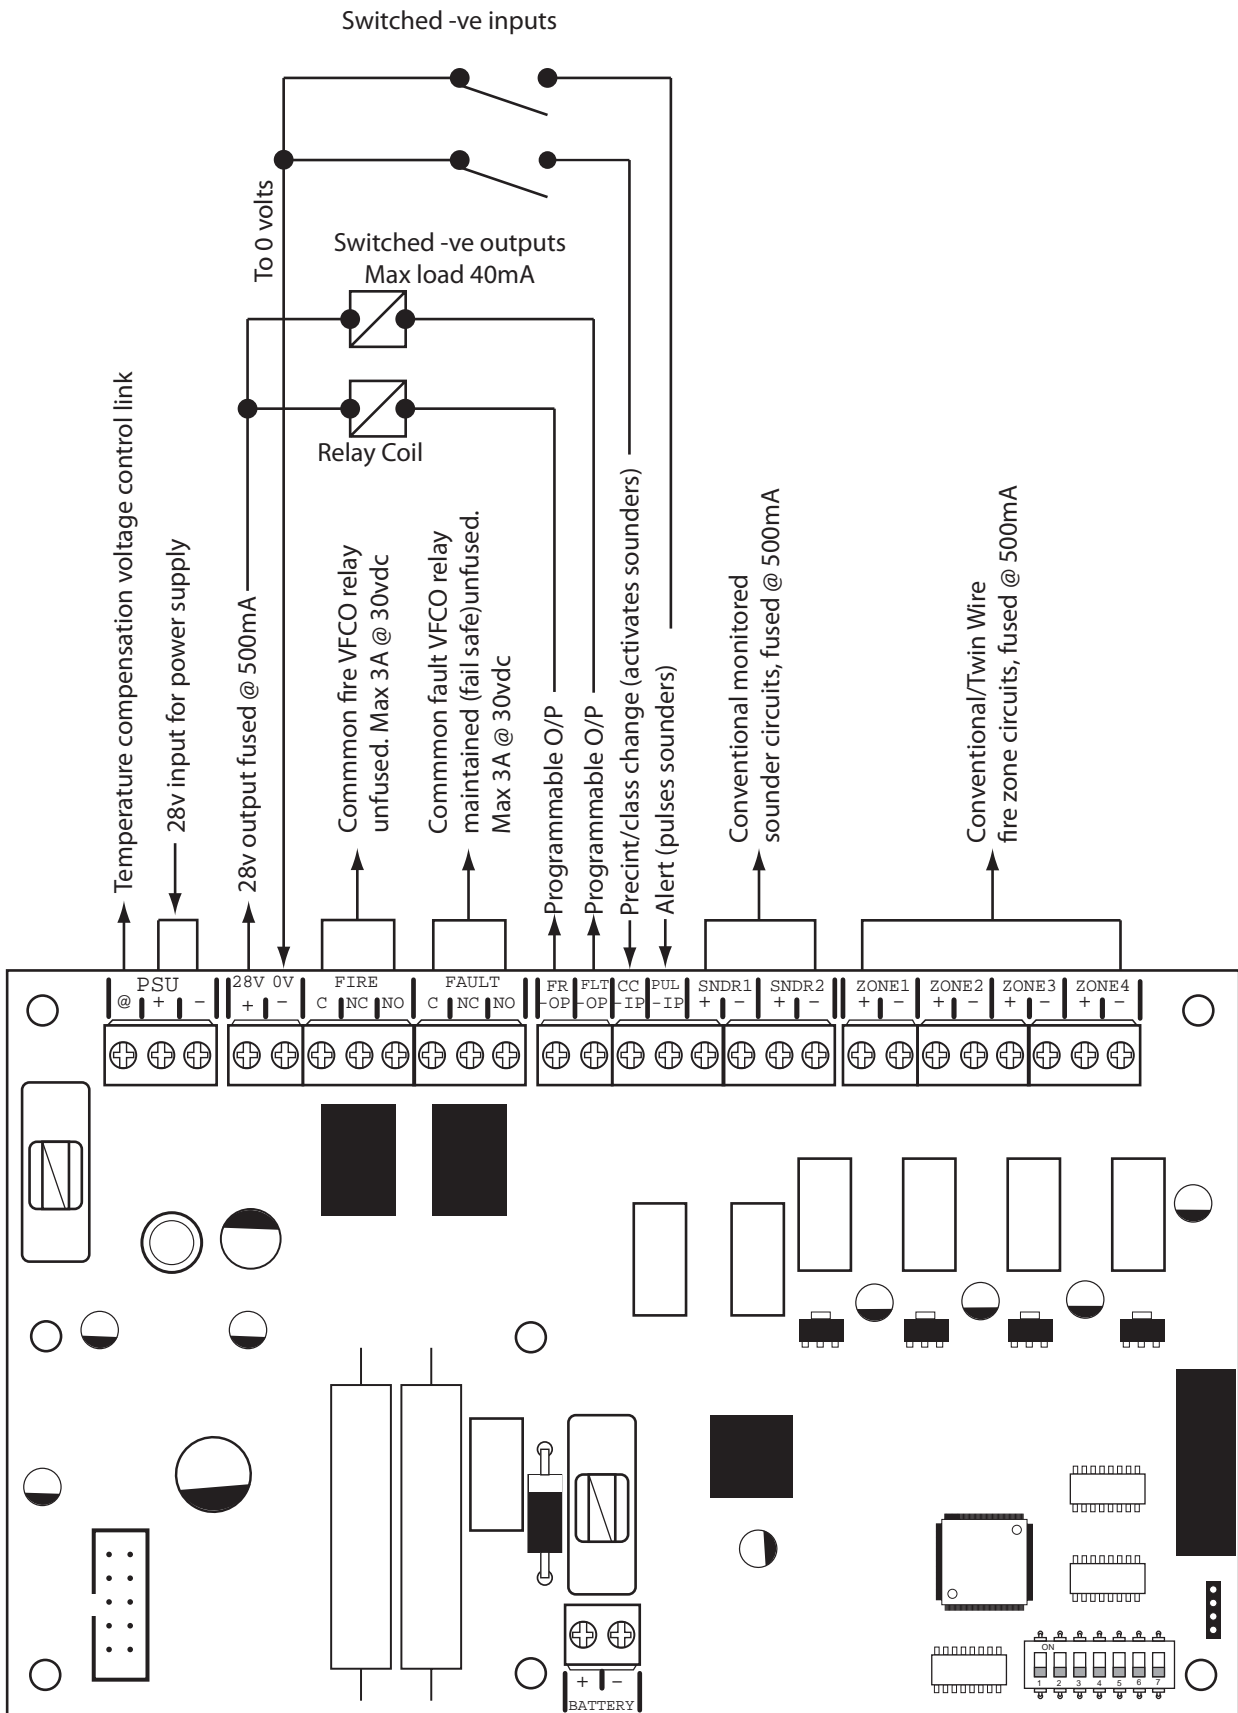 Switched -ve inputs
To 0 volts
Switched -ve outputs
Max load 40mA
Relay Coil
Temperature compensation voltage control link
28v input for power supply
28v output fused @ 500mA
Commmon fire VFCO relay
unfused. Max 3A @ 30vdc
Commmon fault VFCO relay
maintained (fail safe)unfused.
Max 3A @ 30vdc
Programmable O/P
Programmable O/P
Precint/class change (activates sounders)
Alert (pulses sounders)
Conventional monitored
sounder circuits, fused @ 500mA
Conventional/Twin Wire
fire zone circuits, fused @ 500mA
PSU
@ + −
28V 0V
+ −
FIRE
C NC NO
FAULT
C NC NO
FR
-OP
FLT
-OP
CC
-IP
PUL
-IP
SNDR1
+ −
SNDR2
+ −
ZONE1
+ −
ZONE2
+ −
ZONE3
+ −
ZONE4
+ −
ON
1 2 3 4 5 6 7
+ −
BATTERY